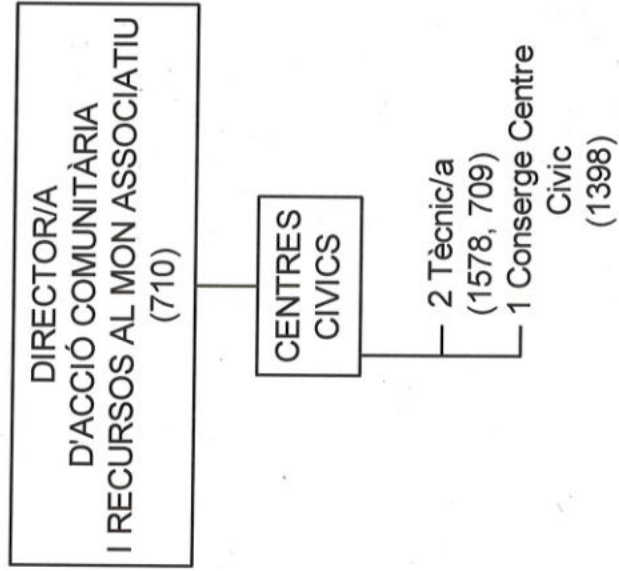 DIRECTOR/A
D'ACCIÓ COMUNITÀRIA
I RECURSOS AL MON ASSOCIATIU
(710)
CENTRES
CIVICS
2 Tècnic/a
(1578, 709)
1 Conserge Centre
Civic
(1398)